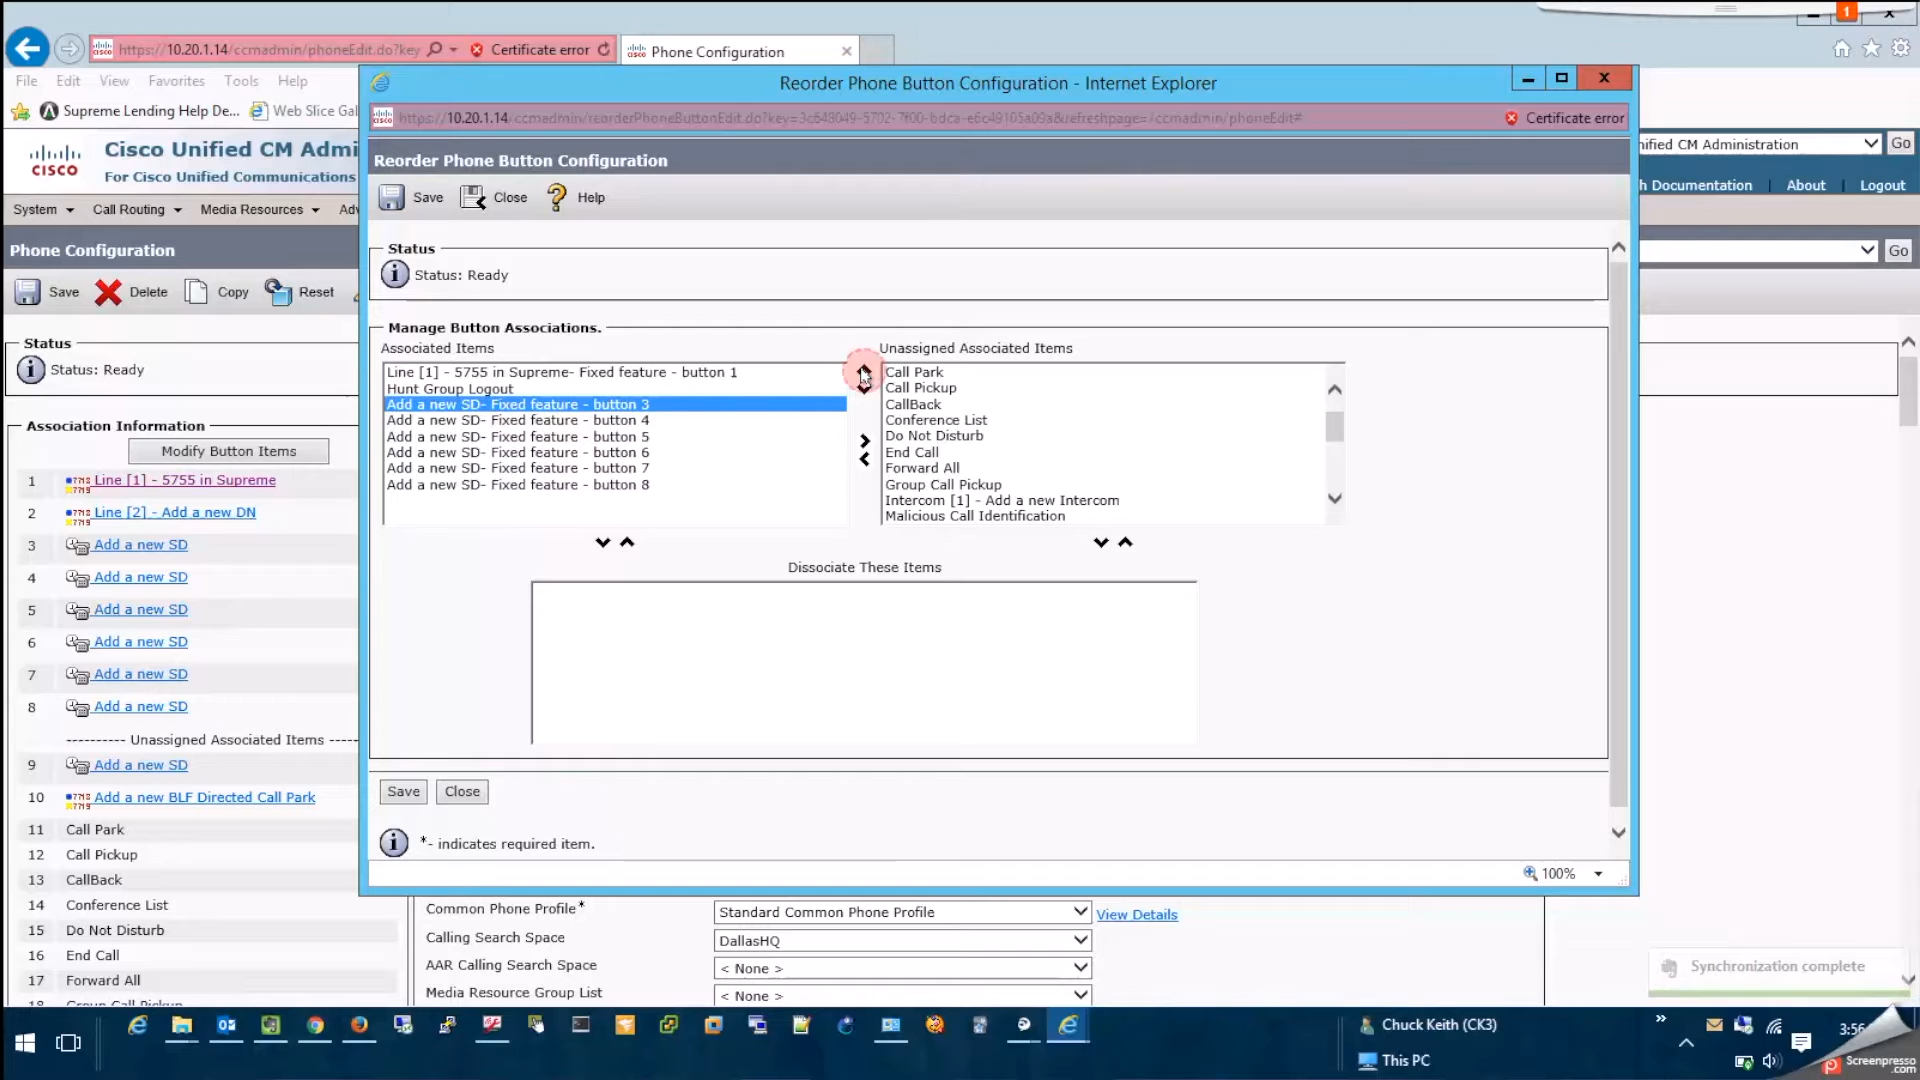 1
https://10.20.1.14/ccmadmin/phoneEdit.do?key
Certificate error
Phone Configuration
File Edit View Favorites Tools Help
Supreme Lending Help De...
Web Slice Gal
Reorder Phone Button Configuration - Internet Explorer
Certificate error
CISCO
Cisco Unified CM Admi
For Cisco Unified Communications
nified CM Administration
Go
h Documentation | About | Logout
System Call Routing Media Resources Adv
Phone Configuration
Go
Save Delete Copy Reset
Status
Status: Ready
Association Information
Modify Button Items
1 Line [1] - 5755 in Supreme
2 Line [2] - Add a new DN
3 Add a new SD
4 Add a new SD
5 Add a new SD
6 Add a new SD
7 Add a new SD
8 Add a new SD
---------- Unassigned Associated Items -----
9 Add a new SD
10 Add a new BLF Directed Call Park
11 Call Park
12 Call Pickup
13 CallBack
14 Conference List
15 Do Not Disturb
16 End Call
17 Forward All
18 Group Call Pickup
Reorder Phone Button Configuration
Save Close Help
Status
Status: Ready
Manage Button Associations.
Associated Items
Line [1] - 5755 in Supreme- Fixed feature - button 1
Hunt Group Logout
Add a new SD- Fixed feature - button 3
Add a new SD- Fixed feature - button 4
Add a new SD- Fixed feature - button 5
Add a new SD- Fixed feature - button 6
Add a new SD- Fixed feature - button 7
Add a new SD- Fixed feature - button 8
Unassigned Associated Items
Call Park
Call Pickup
CallBack
Conference List
Do Not Disturb
End Call
Forward All
Group Call Pickup
Intercom [1] - Add a new Intercom
Malicious Call Identification
Dissociate These Items
Save Close
*- indicates required item.
100%
Common Phone Profile*
Standard Common Phone Profile
View Details
Calling Search Space
DallasHQ
AAR Calling Search Space
< None >
Media Resource Group List
< None >
Synchronization complete
Chuck Keith (CK3)
This PC
3:56
Screenpresso
.com